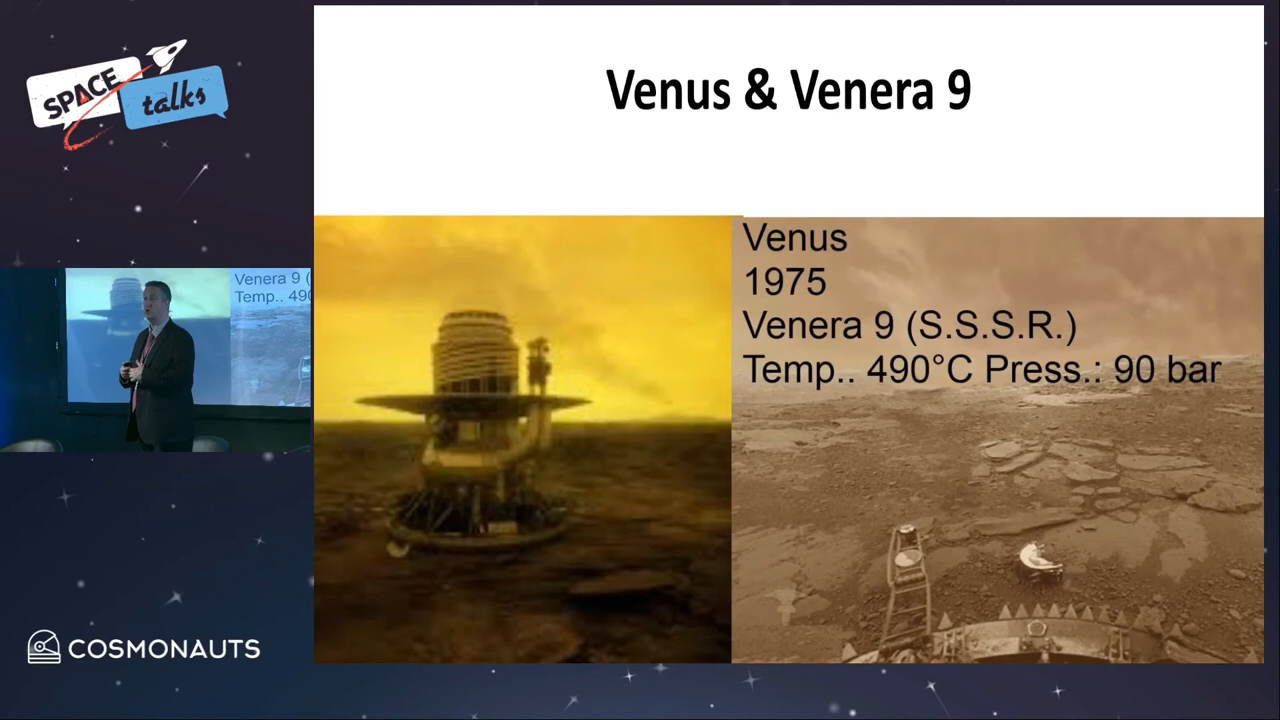 SPACE
talks
Venus & Venera 9
Venus
1975
Venera 9 (S.S.S.R.)
Temp.. 490°C Press.: 90 bar
Venera 9 (
Temp.. 490
COSMONAUTS